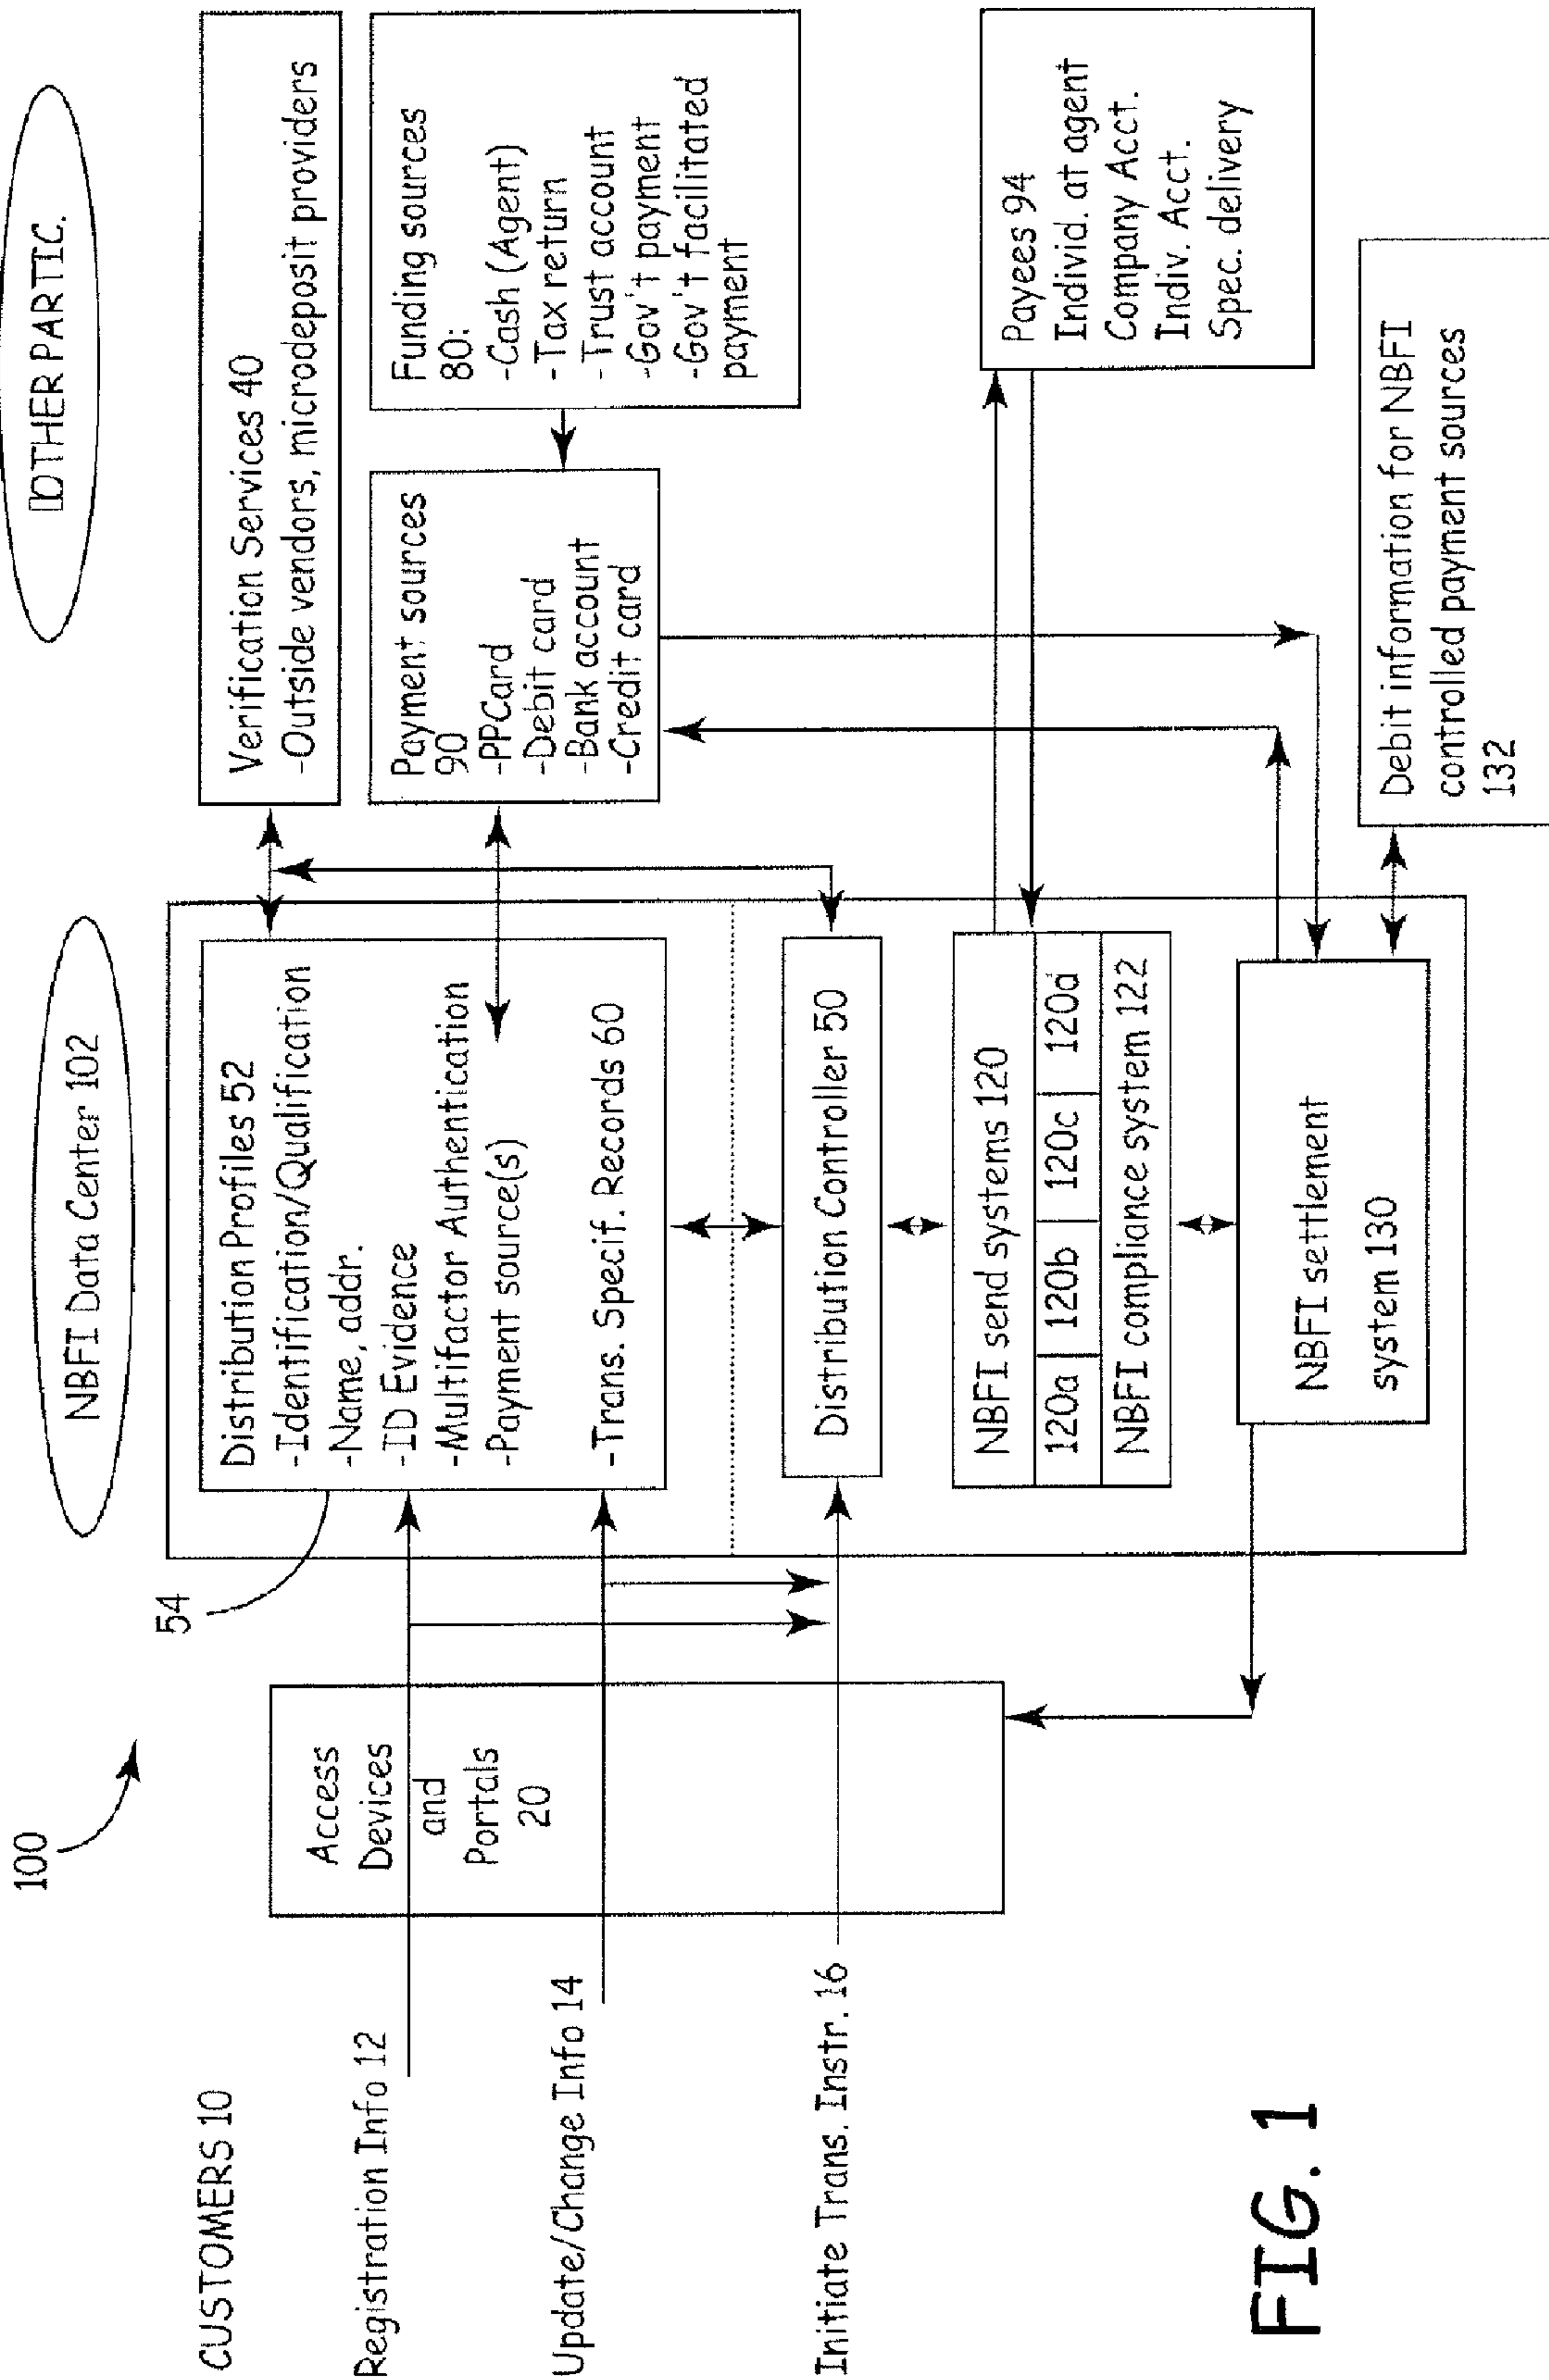 100
CUSTOMERS 10
Registration Info 12
Update/Change Info 14
Initiate Trans. Instr. 16
Access
Devices
and
Portals
20
54
NBFI Data Center 102
Distribution Profiles 52
-Identification/Qualification
-Name, addr.
-ID Evidence
-Multifactor Authentication
-Payment source(s)
-Trans. Specif. Records 60
Distribution Controller 50
NBFI send systems 120
120a 120b 120c 120d
NBFI compliance system 122
NBFI settlement
system 130
OTHER PARTIC.
Verification Services 40
-Outside vendors, microdeposit providers
Payment sources
90
-PPCard
-Debit card
-Bank account
-Credit card
Funding sources
80:
-Cash (Agent)
-Tax return
-Trust account
-Gov't payment
-Gov't facilitated
payment
Payees 94
Individ. at agent
Company Acct.
Indiv. Acct.
Spec. delivery
Debit information for NBFI
controlled payment sources
132
FIG. 1